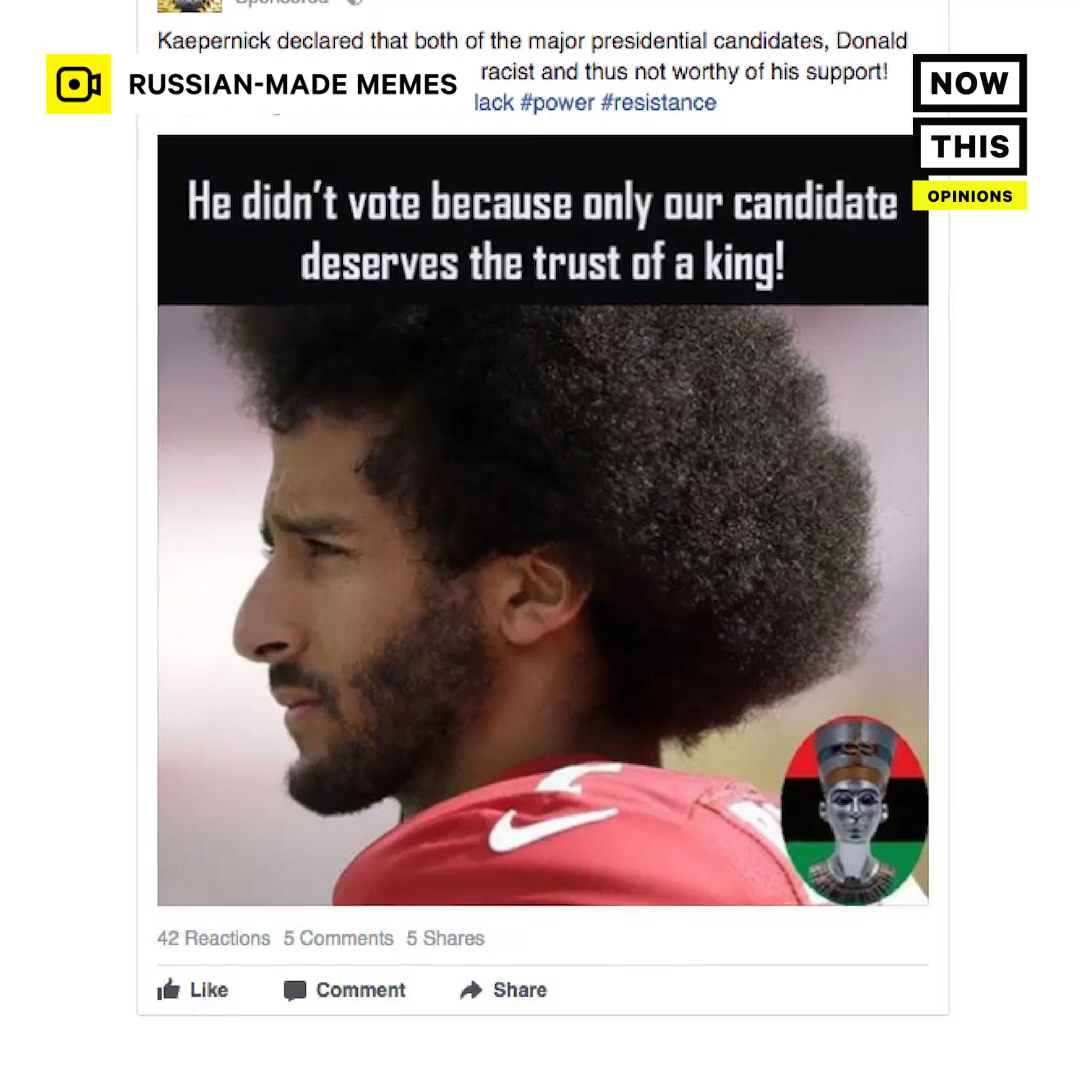 Sponsored
Kaepernick declared that both of the major presidential candidates, Donald
RUSSIAN-MADE MEMES
racist and thus not worthy of his support!
lack #power #resistance
NOW
THIS
OPINIONS
He didn't vote because only our candidate
deserves the trust of a king!
42 Reactions 5 Comments 5 Shares
Like Comment Share